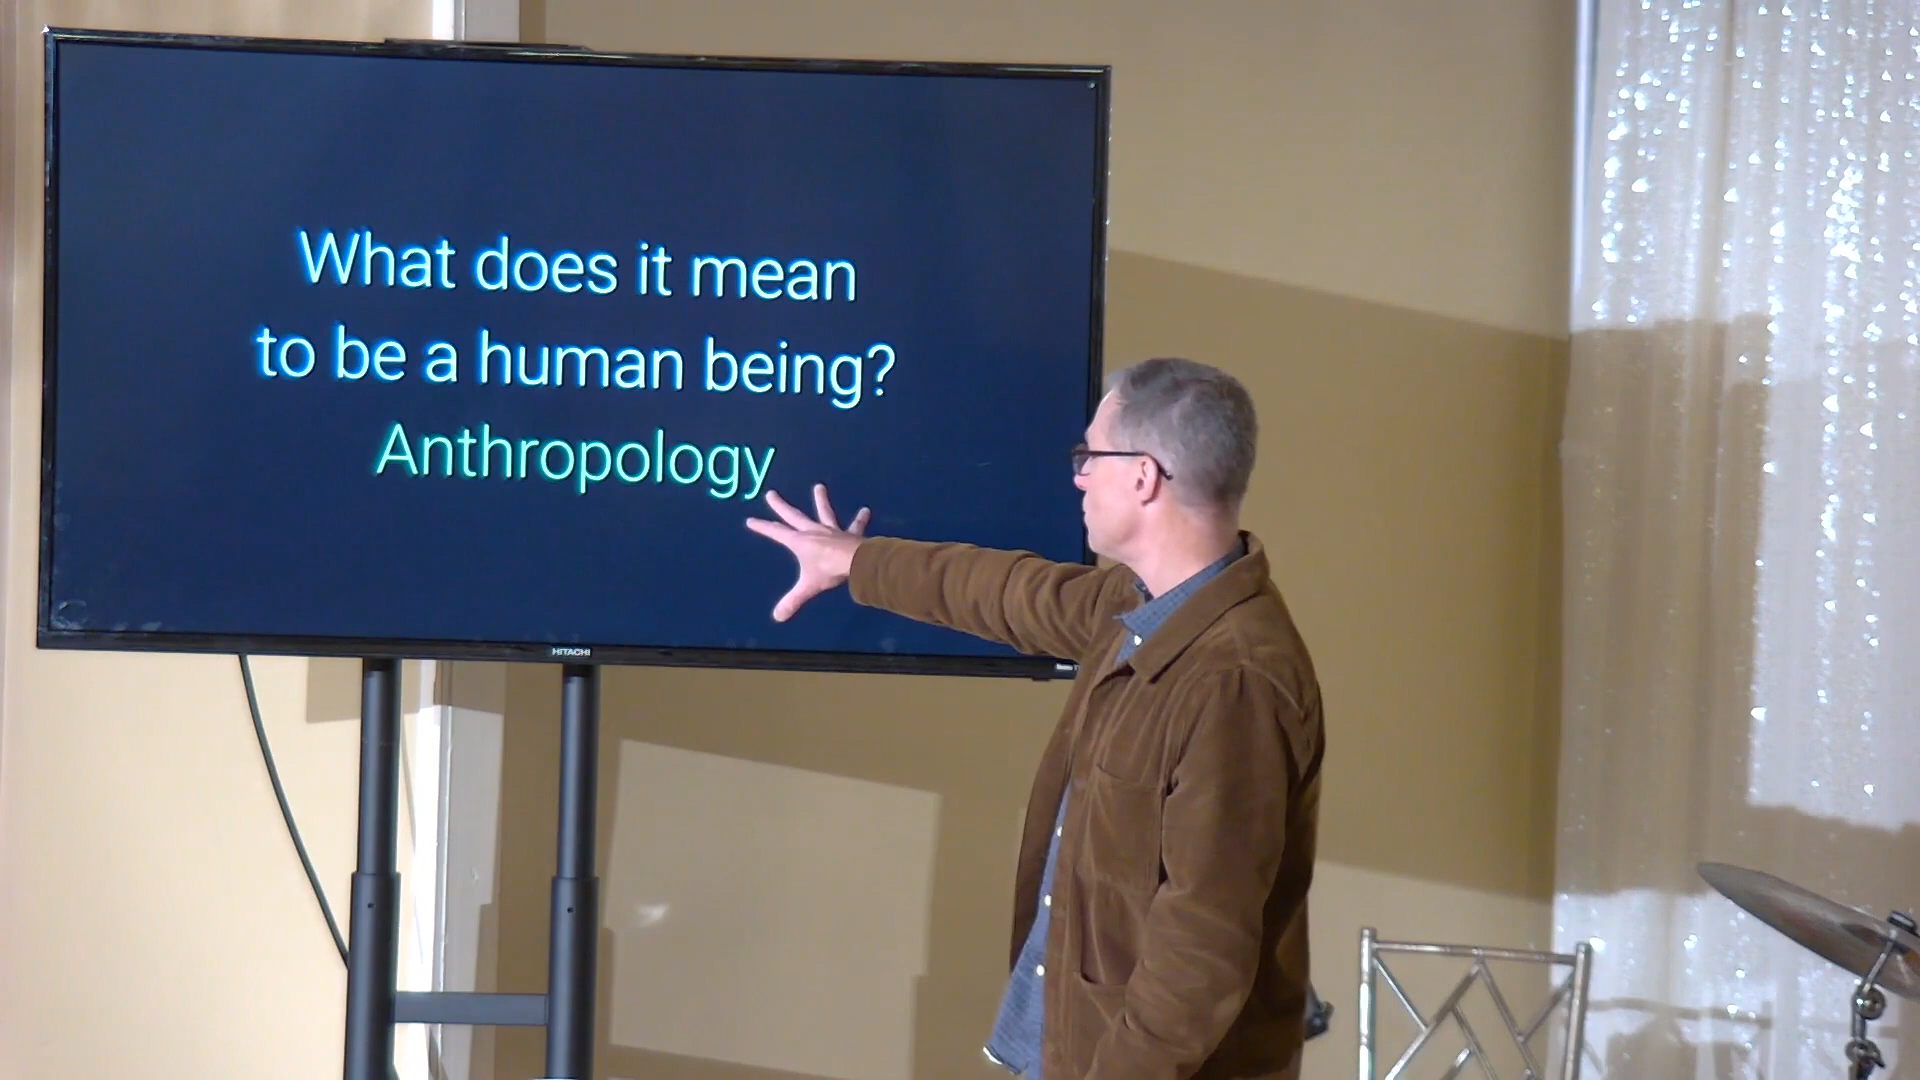 What does it mean
to be a human being?
Anthropology
HITACHI